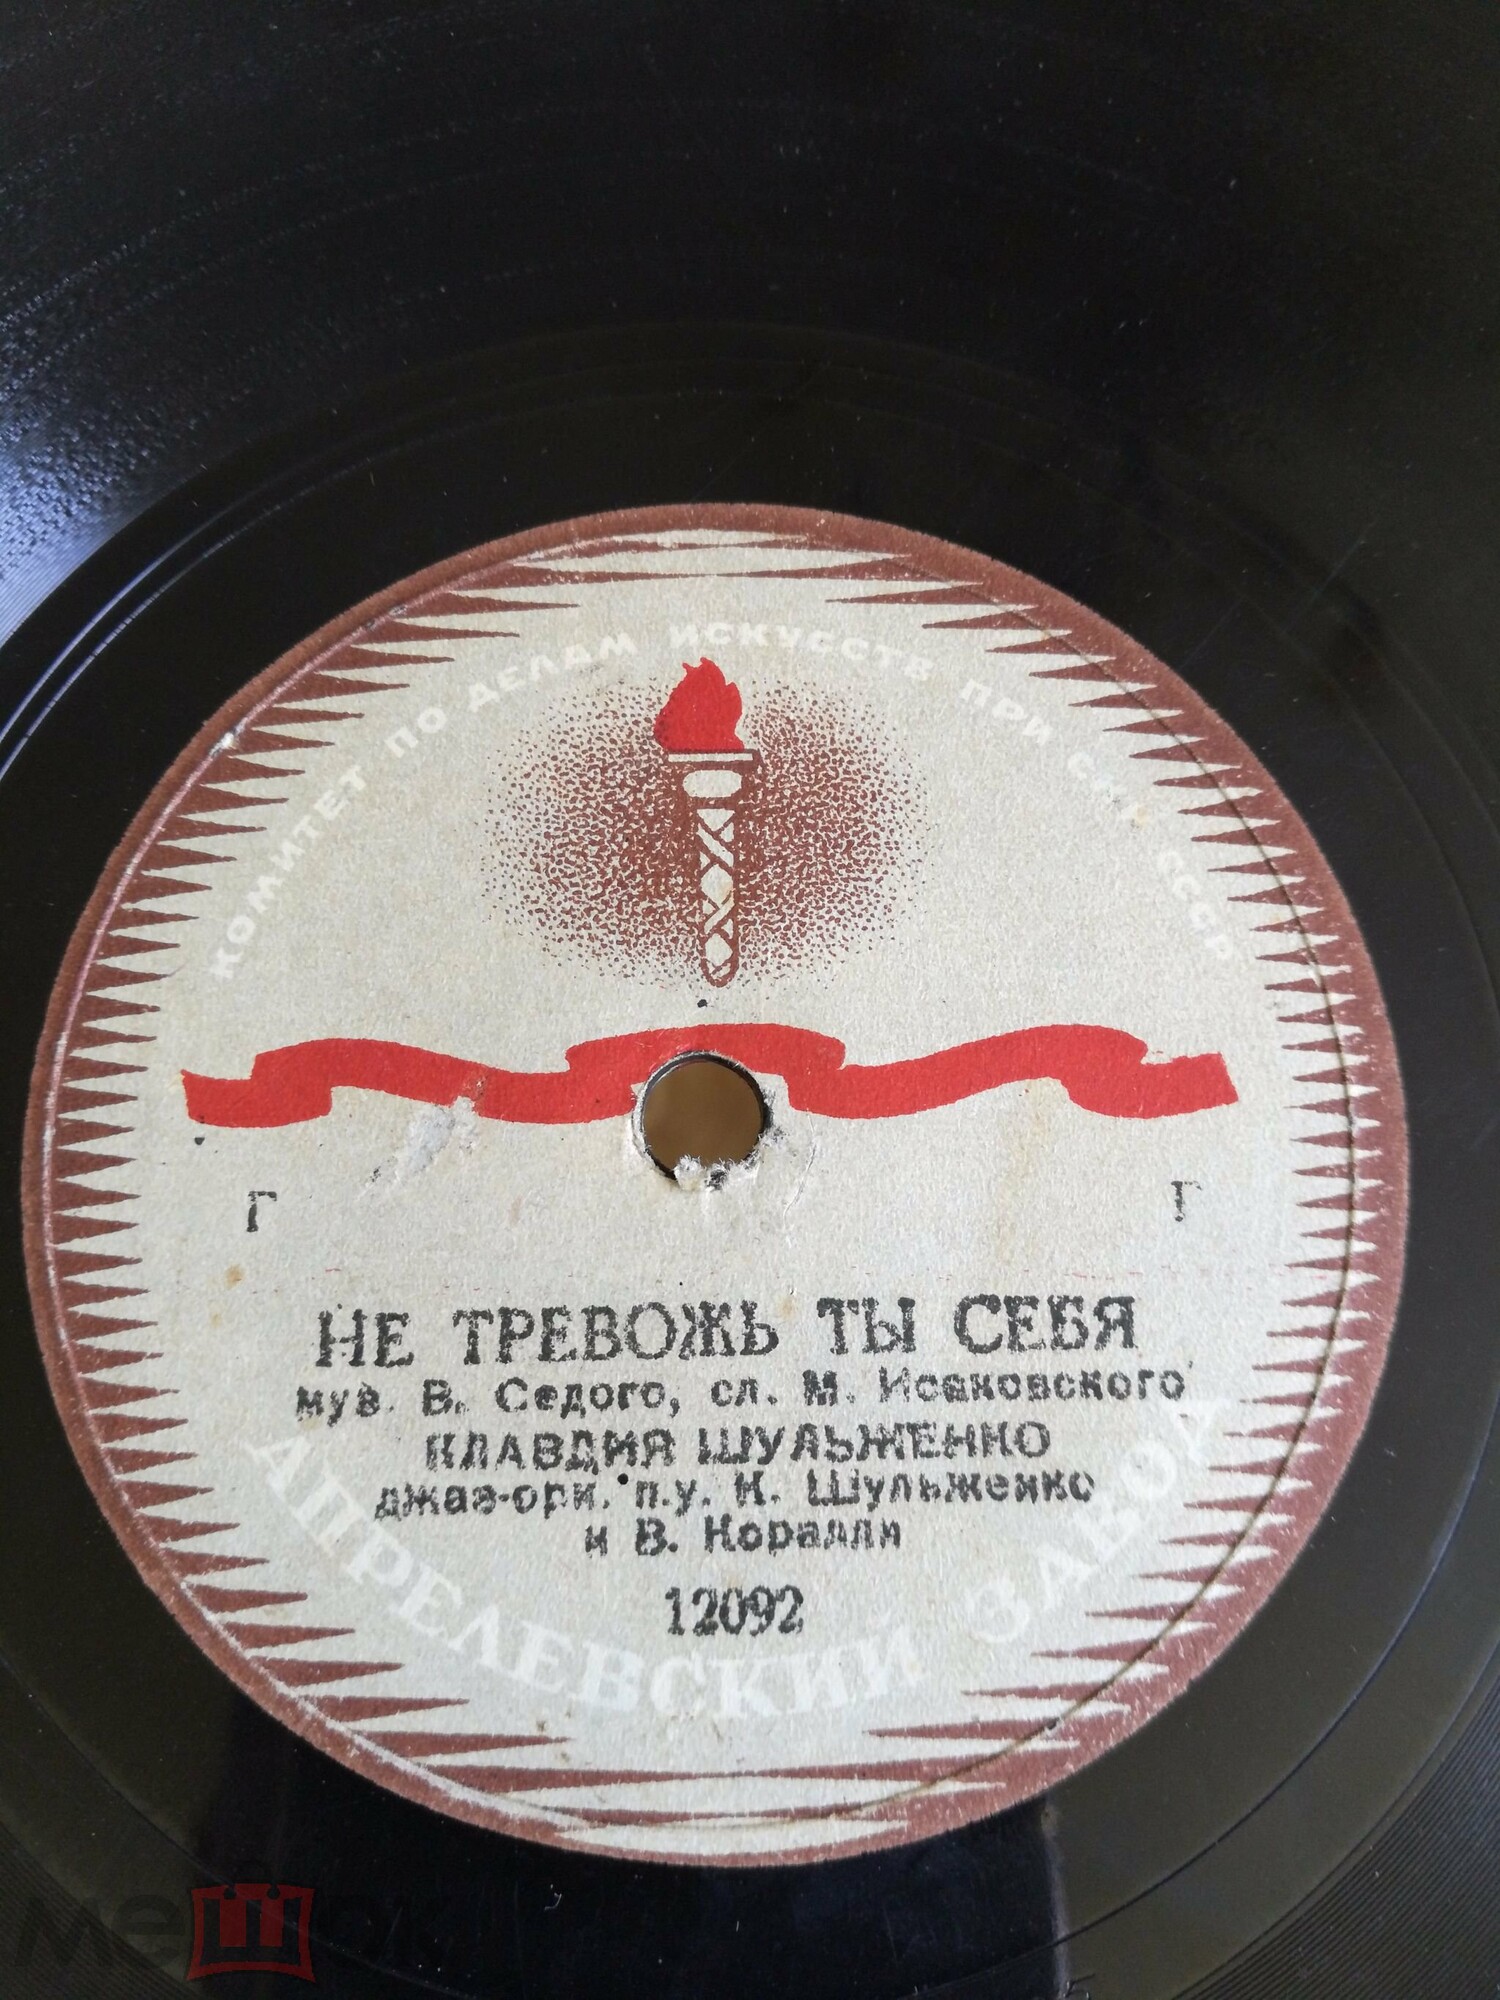 КОМИТЕТ ПО ДЕЛАМ ИСКУССТВ ПРИ СНК СССР
Г Г
НЕ ТРЕВОЖЬ ТЫ СЕБЯ
муз. В. Седого, сл. М. Исаковского
КЛАВДИЯ ШУЛЬЖЕНКО
джаз-орк. п.у. К. Шульженко
и В. Коралли
12092
АПРЕЛЕВСКИЙ ЗАВОД
мешок